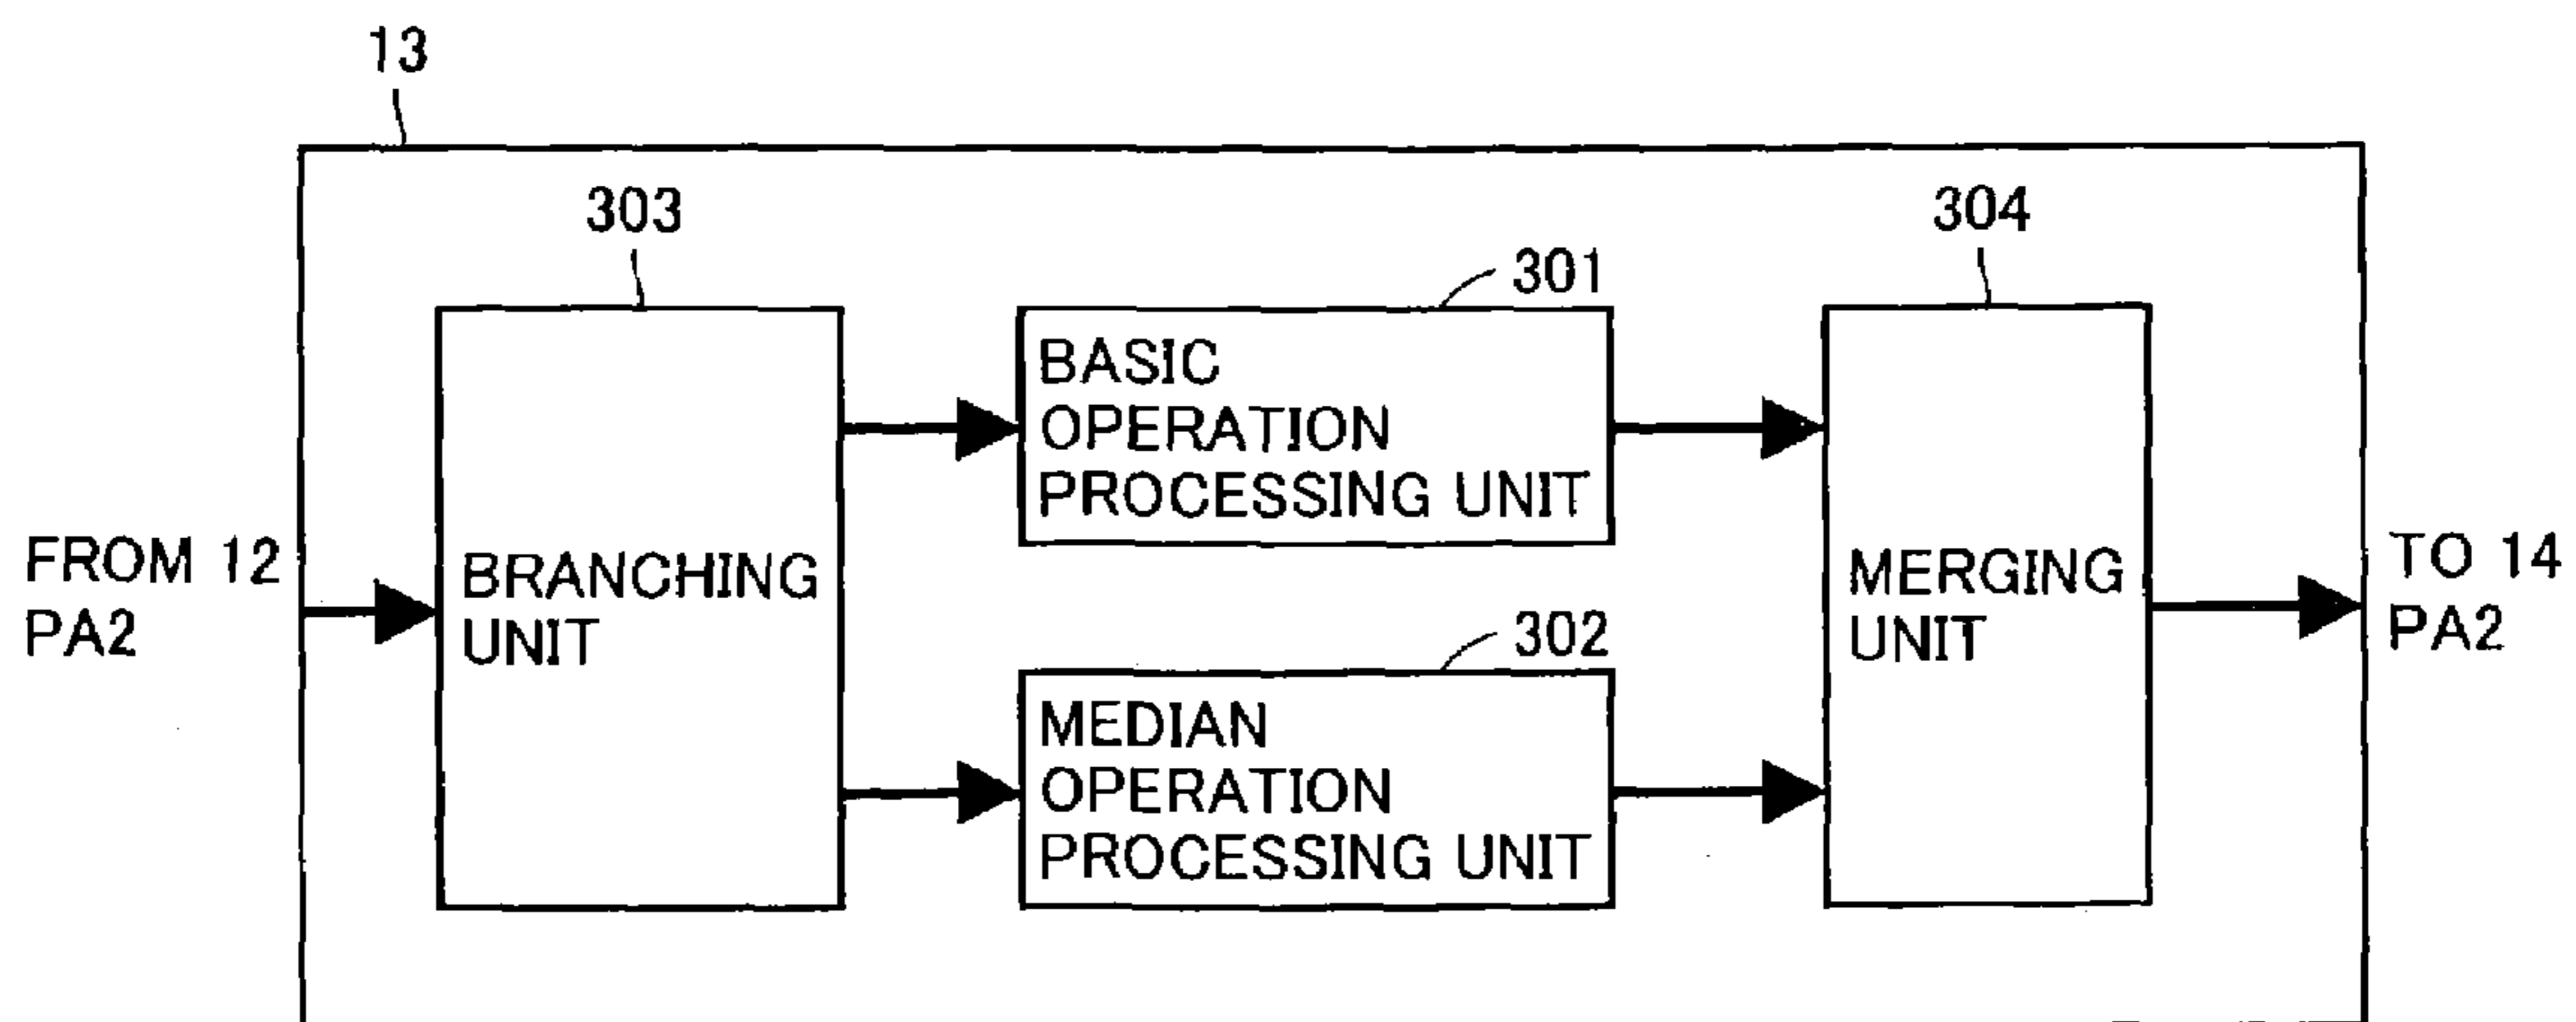 13
303
304
301
BASIC
OPERATION
PROCESSING UNIT
FROM 12
PA2
BRANCHING
UNIT
MERGING
UNIT
TO 14
PA2
302
MEDIAN
OPERATION
PROCESSING UNIT